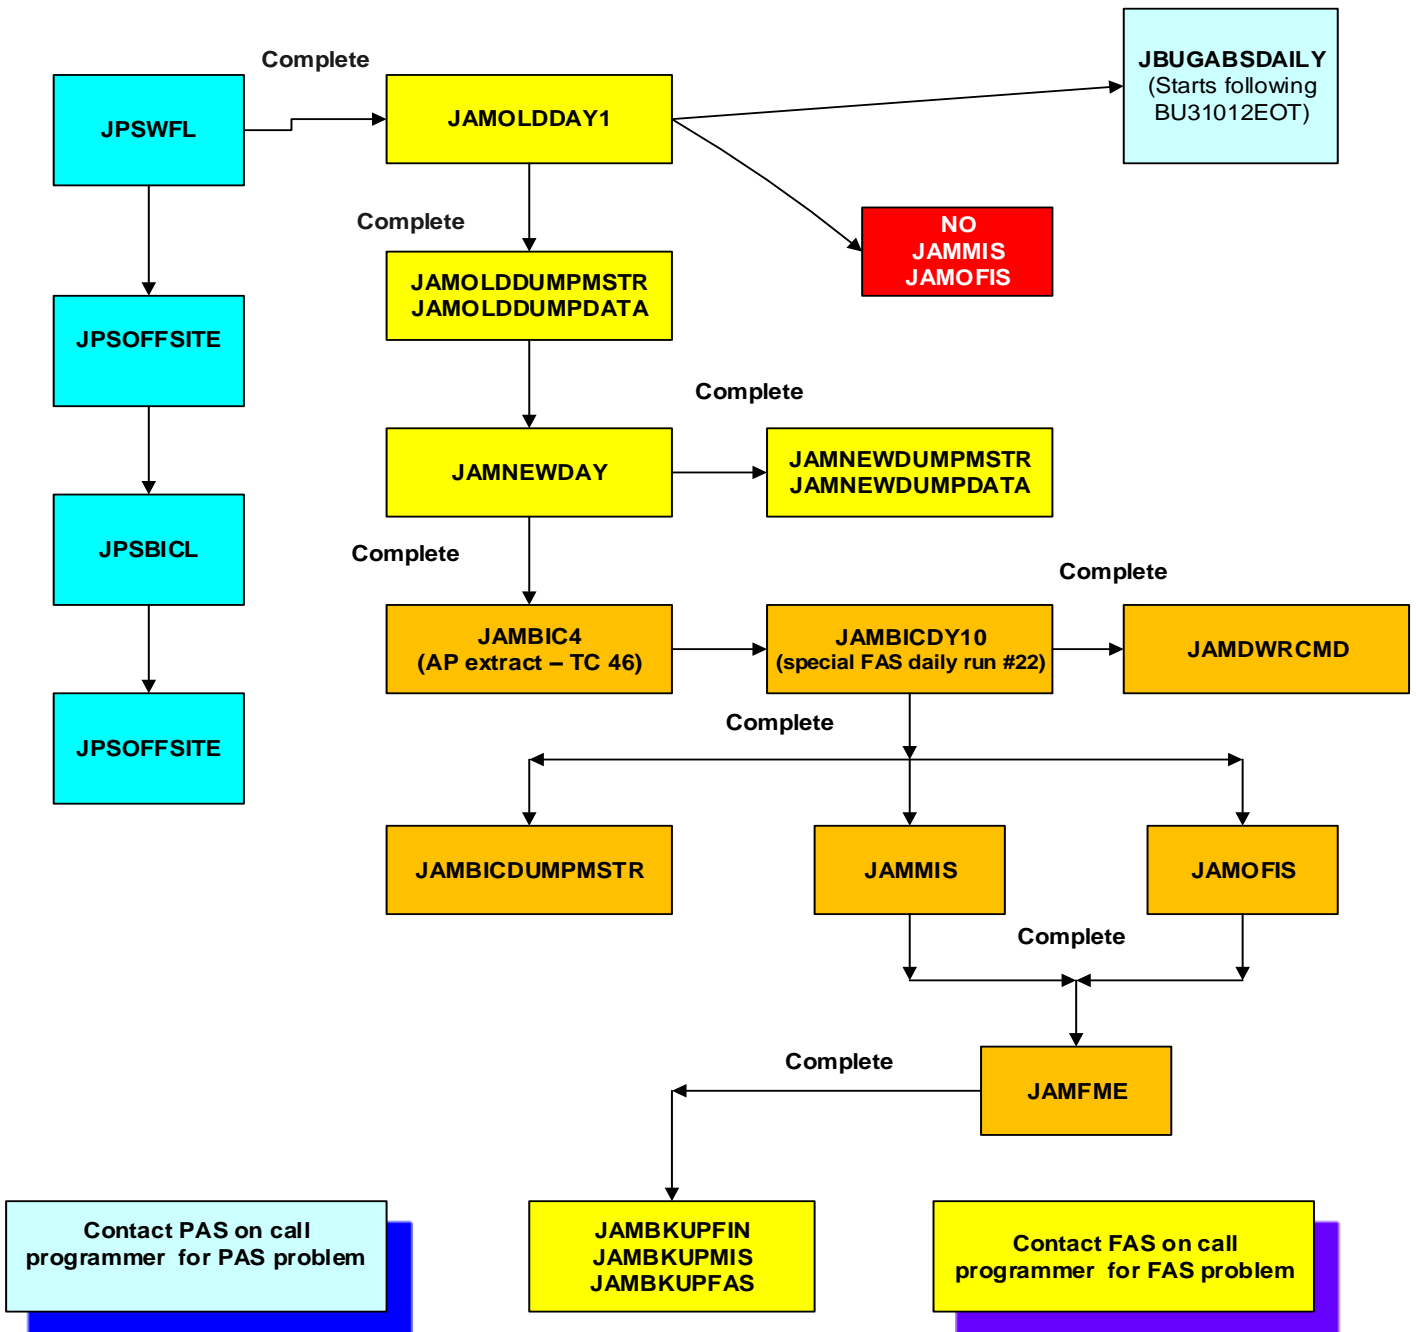 Complete
JBUGABSDAILY
(Starts following
BU31012EOT)
JPSWFL
JAMOLDDAY1
Complete
NO
JAMMIS
JAMOFIS
JAMOLDDUMPMSTR
JAMOLDDUMPDATA
JPSOFFSITE
Complete
JAMNEWDAY
JAMNEWDUMPMSTR
JAMNEWDUMPDATA
JPSBICL
Complete
Complete
JAMBIC4
(AP extract – TC 46)
JAMBICDY10
(special FAS daily run #22)
JAMDWRCMD
Complete
JPSOFFSITE
JAMBICDUMPMSTR
JAMMIS
JAMOFIS
Complete
Complete
JAMFME
Contact PAS on call
programmer for PAS problem
JAMBKUPFIN
JAMBKUPMIS
JAMBKUPFAS
Contact FAS on call
programmer for FAS problem